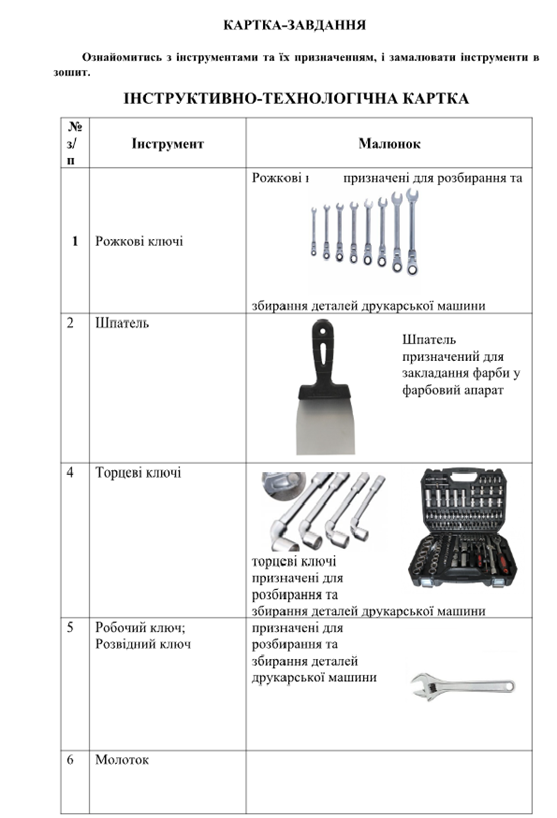 КАРТКА-ЗАВДАННЯ
Ознайомитись з інструментами та їх призначенням, і замалювати інструменти в
зошит.
ІНСТРУКТИВНО-ТЕХНОЛОГІЧНА КАРТКА
№
з/
п
Інструмент
Малюнок
1
Рожкові ключі
Рожкові призначені для розбирання та
збирання деталей друкарської машини
2
Шпатель
Шпатель
призначений для
закладання фарби у
фарбовий апарат
4
Торцеві ключі
торцеві ключі
призначені для
розбирання та
збирання деталей друкарської машини
5
Робочий ключ;
Розвідний ключ
призначені для
розбирання та
збирання деталей
друкарської машини
6
Молоток